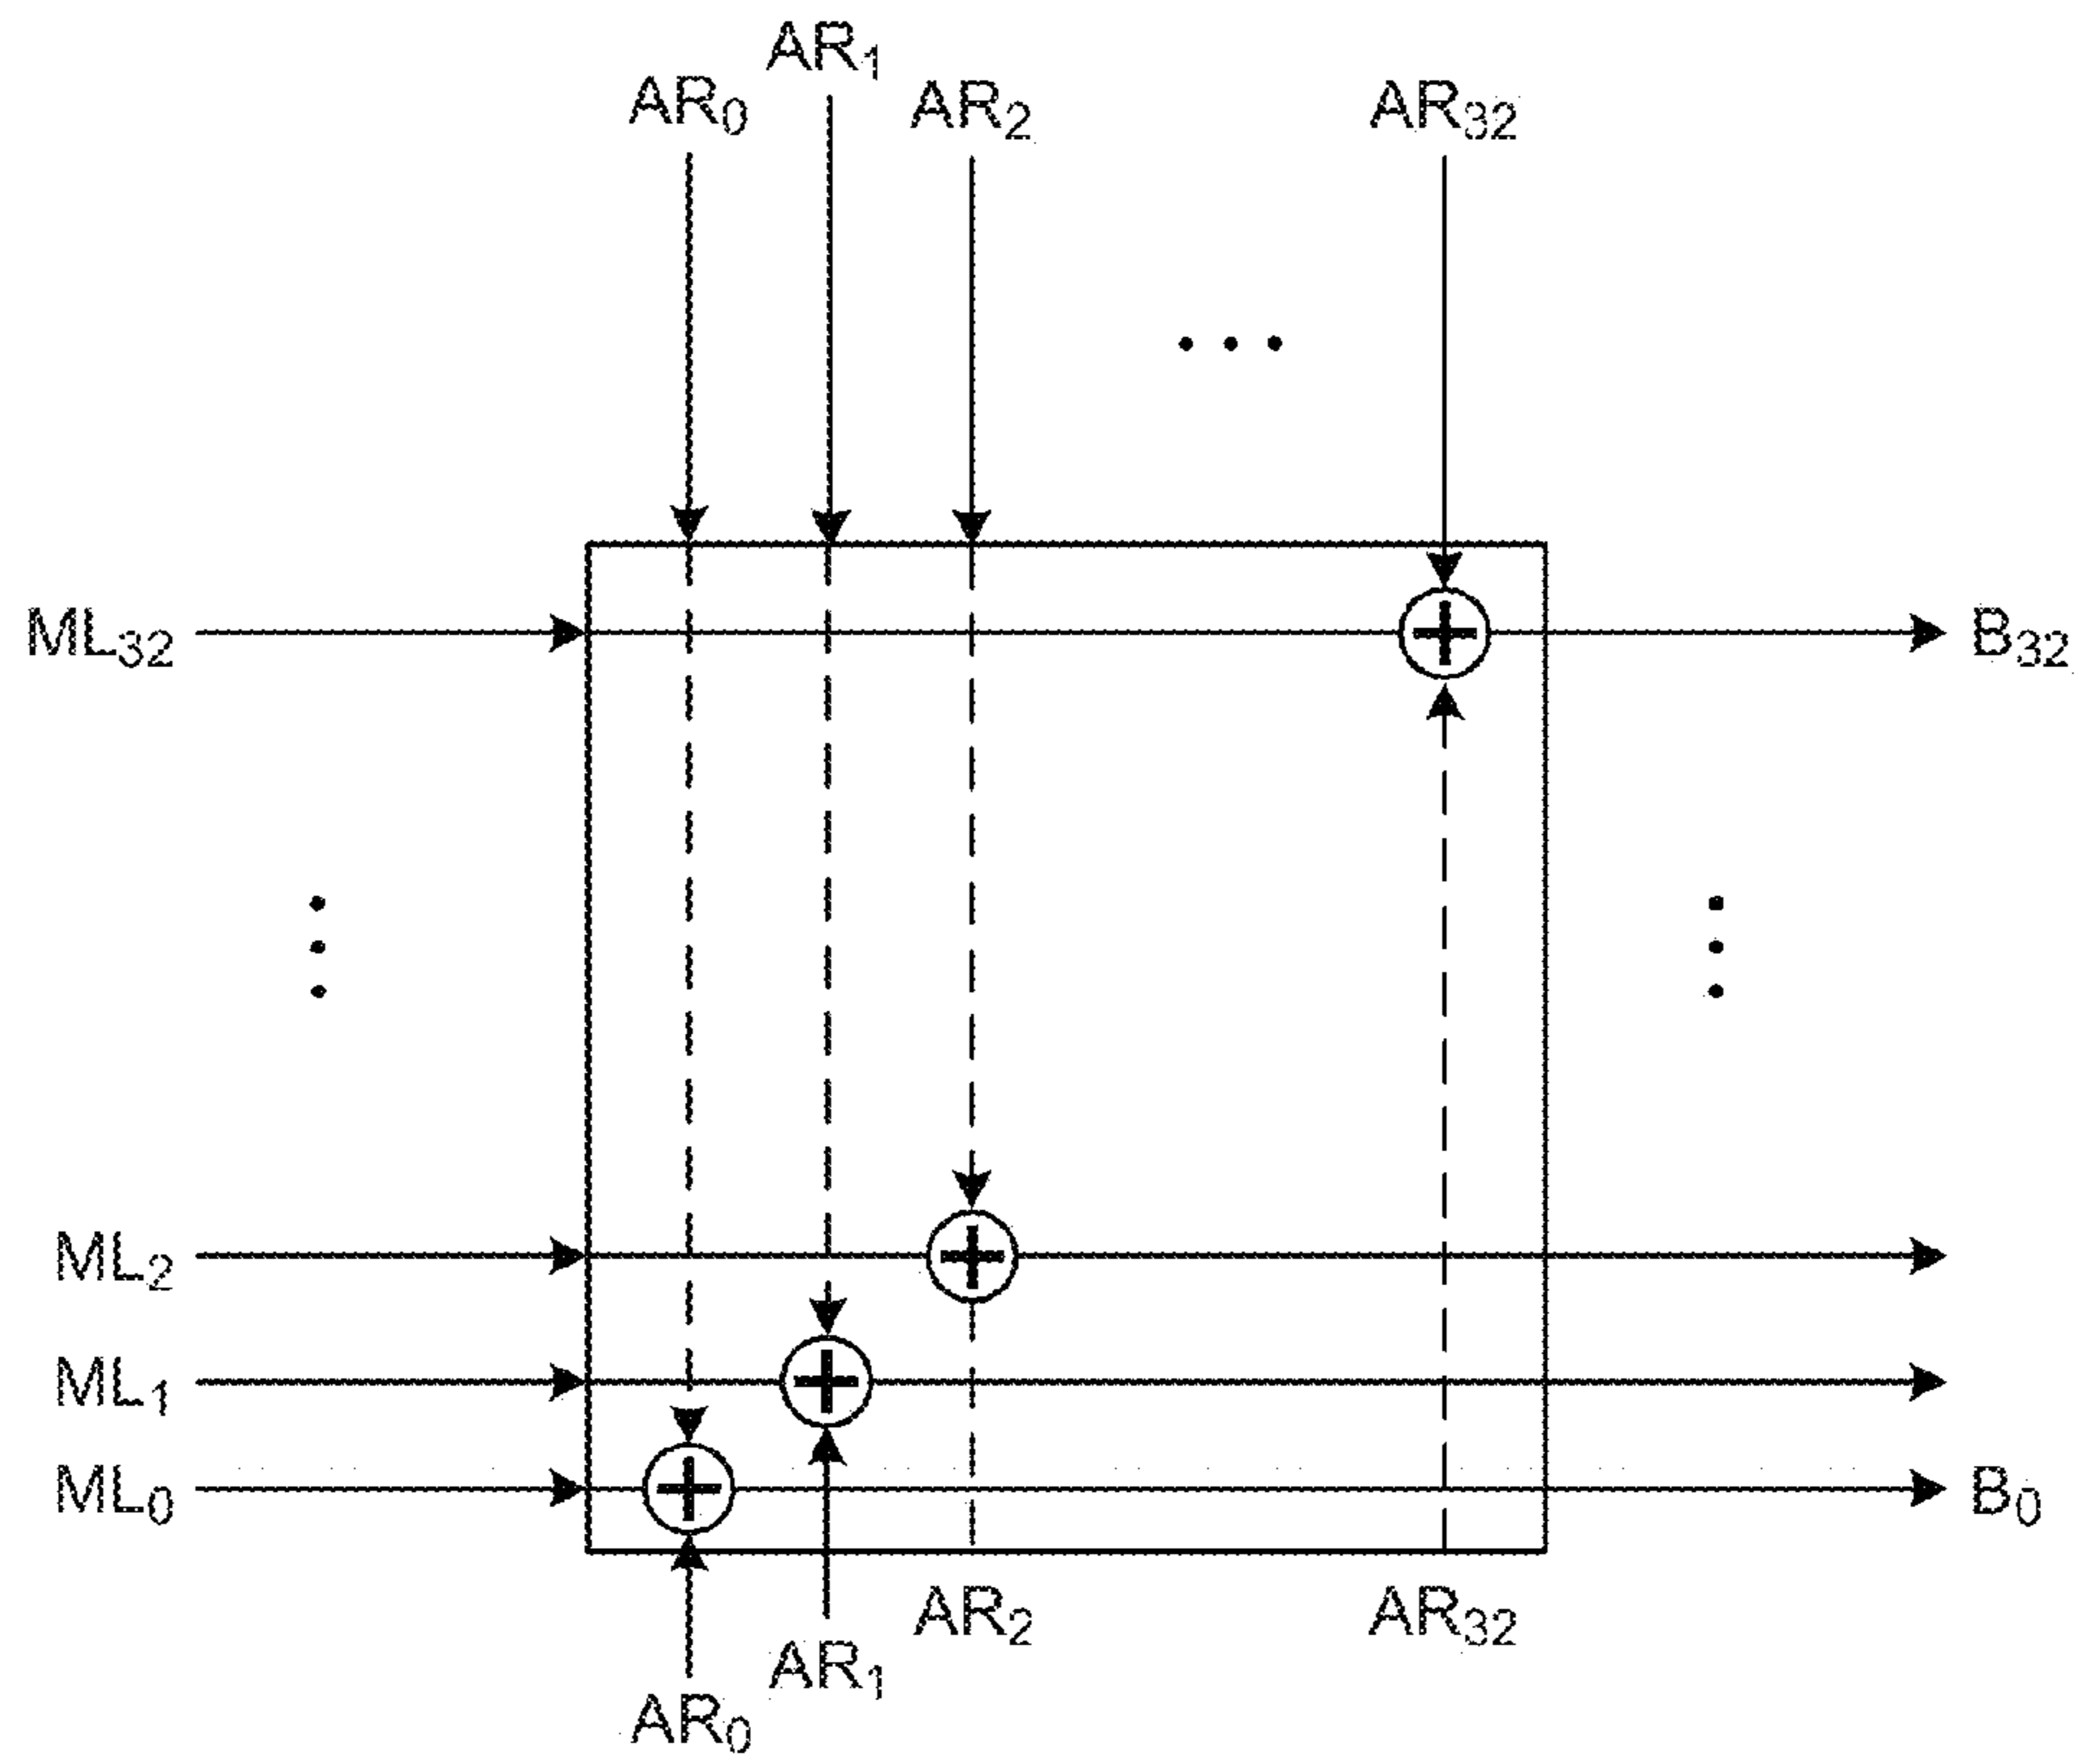 AR₁
AR₀ AR₂ AR₃₂
ML₃₂ B₃₂
ML₂
ML₁
ML₀ B₀
AR₂ AR₃₂
AR₁
AR₀